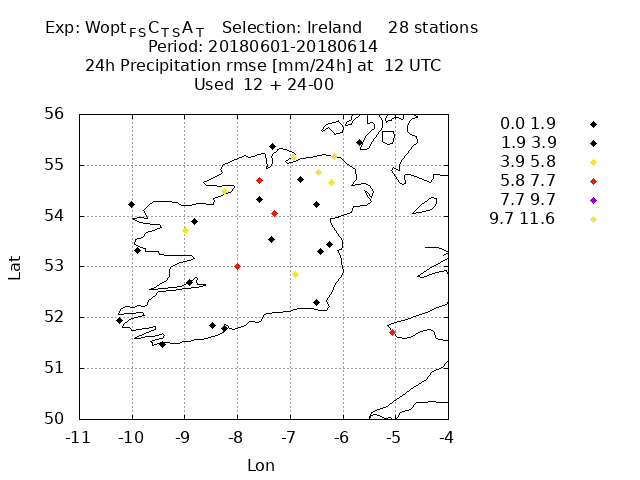 Exp: WoptFSCTSAT   Selection: Ireland     28 stations
Period: 20180601-20180614
24h Precipitation rmse [mm/24h] at  12 UTC
Used  12 + 24-00
56
55
54
53
52
51
50
-11 -10 -9 -8 -7 -6 -5 -4
Lat
Lon
0.0 1.9
1.9 3.9
3.9 5.8
5.8 7.7
7.7 9.7
9.7 11.6